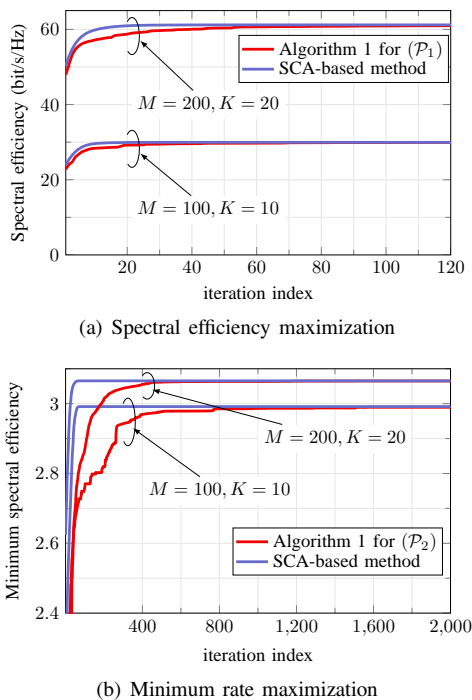 60
40
20
0
20
40
60
80
100
120
Spectral efficiency (bit/s/Hz)
iteration index
Algorithm 1 for (𝒫₁)
SCA-based method
M = 200, K = 20
M = 100, K = 10
(a) Spectral efficiency maximization
3
2.8
2.6
2.4
400
800
1,200
1,600
2,000
Minimum spectral efficiency
iteration index
M = 200, K = 20
M = 100, K = 10
Algorithm 1 for (𝒫₂)
SCA-based method
(b) Minimum rate maximization